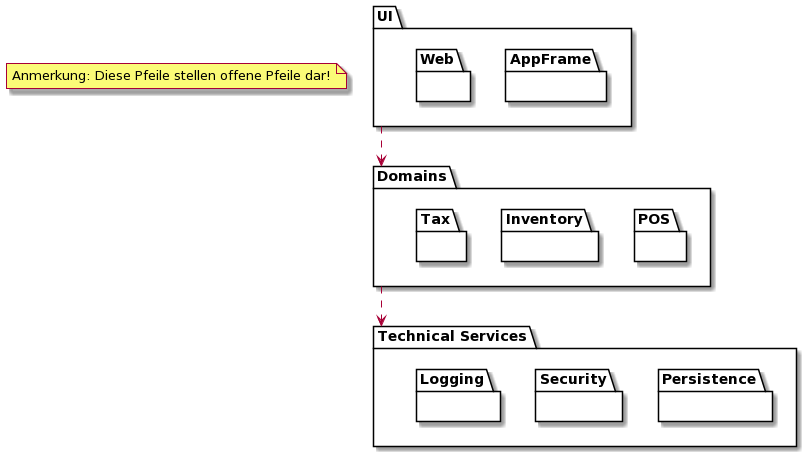 UI
Web AppFrame
Anmerkung: Diese Pfeile stellen offene Pfeile dar!
Domains
Tax Inventory POS
Technical Services
Logging Security Persistence